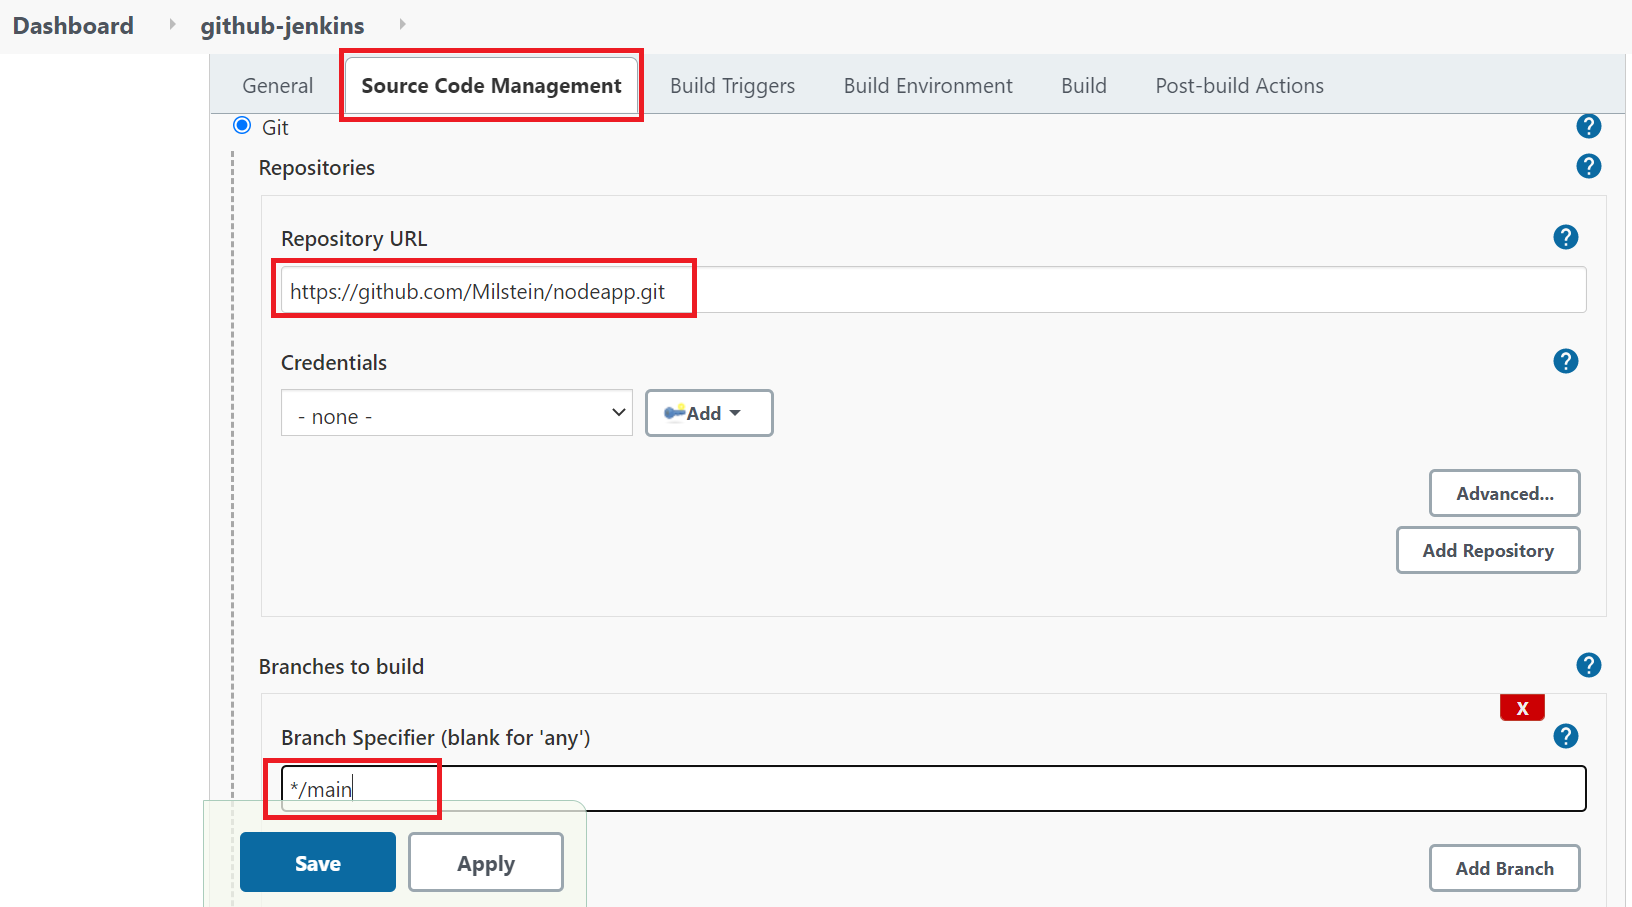 Dashboard github-jenkins
General Source Code Management Build Triggers Build Environment Build Post-build Actions
Git ?
Repositories ?
Repository URL ?
https://github.com/Milstein/nodeapp.git
Credentials ?
- none - Add
Advanced...
Add Repository
Branches to build ?
X
Branch Specifier (blank for 'any') ?
*/main
Save Apply
Add Branch